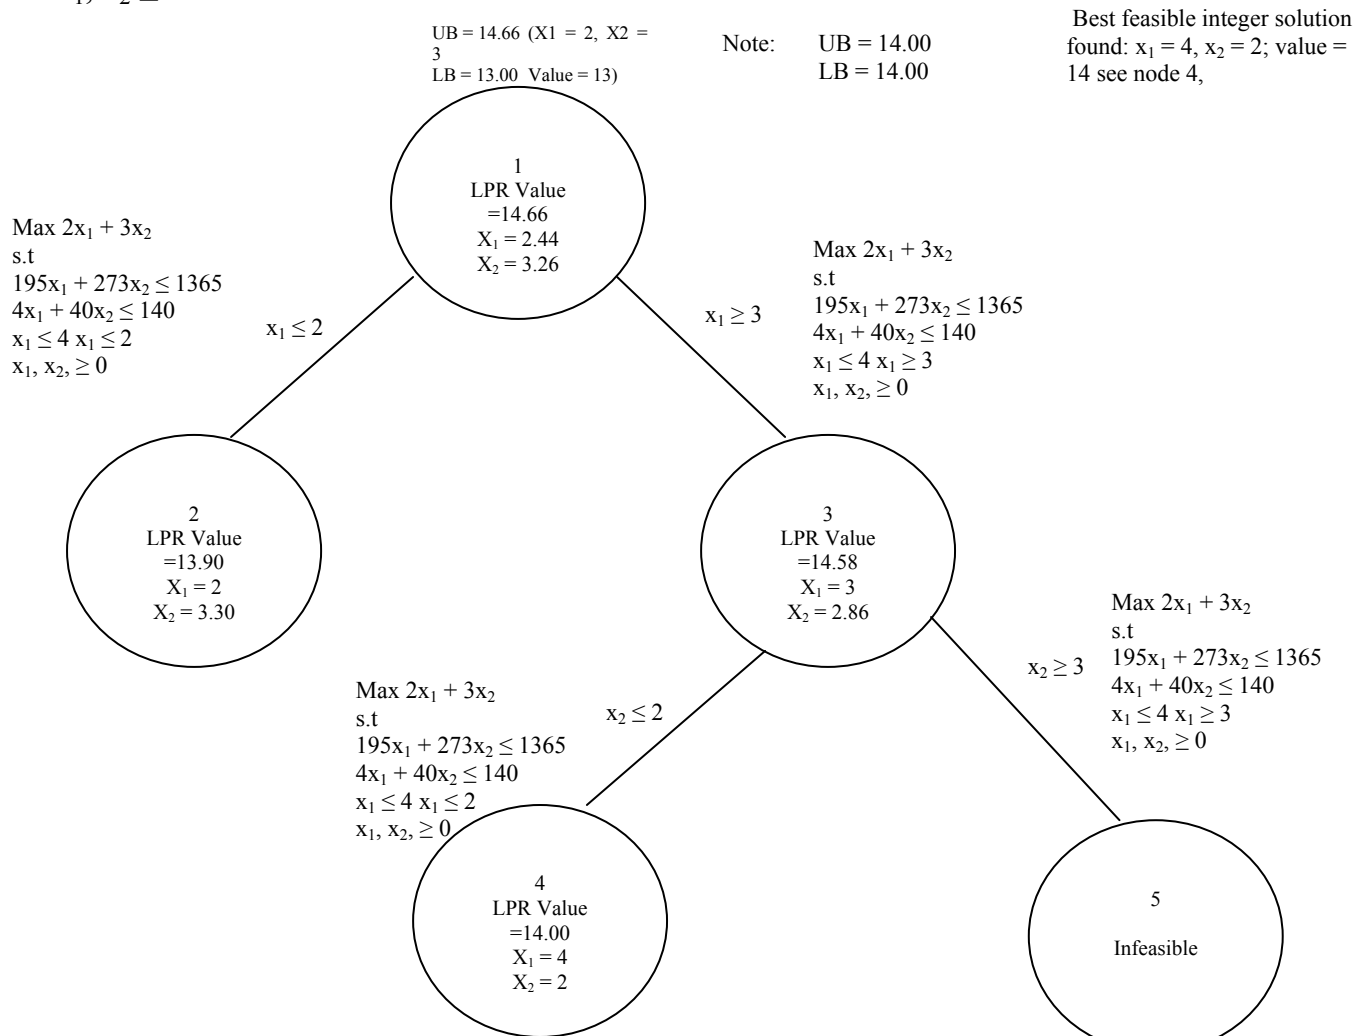 UB = 14.66 (X1 = 2, X2 =
3
LB = 13.00 Value = 13)
Note: UB = 14.00
LB = 14.00
Best feasible integer solution
found: x₁ = 4, x₂ = 2; value =
14 see node 4,
1
LPR Value
=14.66
X₁ = 2.44
X₂ = 3.26
Max 2x₁ + 3x₂
s.t
195x₁ + 273x₂ ≤ 1365
4x₁ + 40x₂ ≤ 140
x₁ ≤ 4 x₁ ≤ 2
x₁, x₂, ≥ 0
x₁ ≤ 2
x₁ ≥ 3
Max 2x₁ + 3x₂
s.t
195x₁ + 273x₂ ≤ 1365
4x₁ + 40x₂ ≤ 140
x₁ ≤ 4 x₁ ≥ 3
x₁, x₂, ≥ 0
2
LPR Value
=13.90
X₁ = 2
X₂ = 3.30
3
LPR Value
=14.58
X₁ = 3
X₂ = 2.86
Max 2x₁ + 3x₂
s.t
195x₁ + 273x₂ ≤ 1365
4x₁ + 40x₂ ≤ 140
x₁ ≤ 4 x₁ ≤ 2
x₁, x₂, ≥ 0
x₂ ≤ 2
x₂ ≥ 3
Max 2x₁ + 3x₂
s.t
195x₁ + 273x₂ ≤ 1365
4x₁ + 40x₂ ≤ 140
x₁ ≤ 4 x₁ ≥ 3
x₁, x₂, ≥ 0
4
LPR Value
=14.00
X₁ = 4
X₂ = 2
5
Infeasible